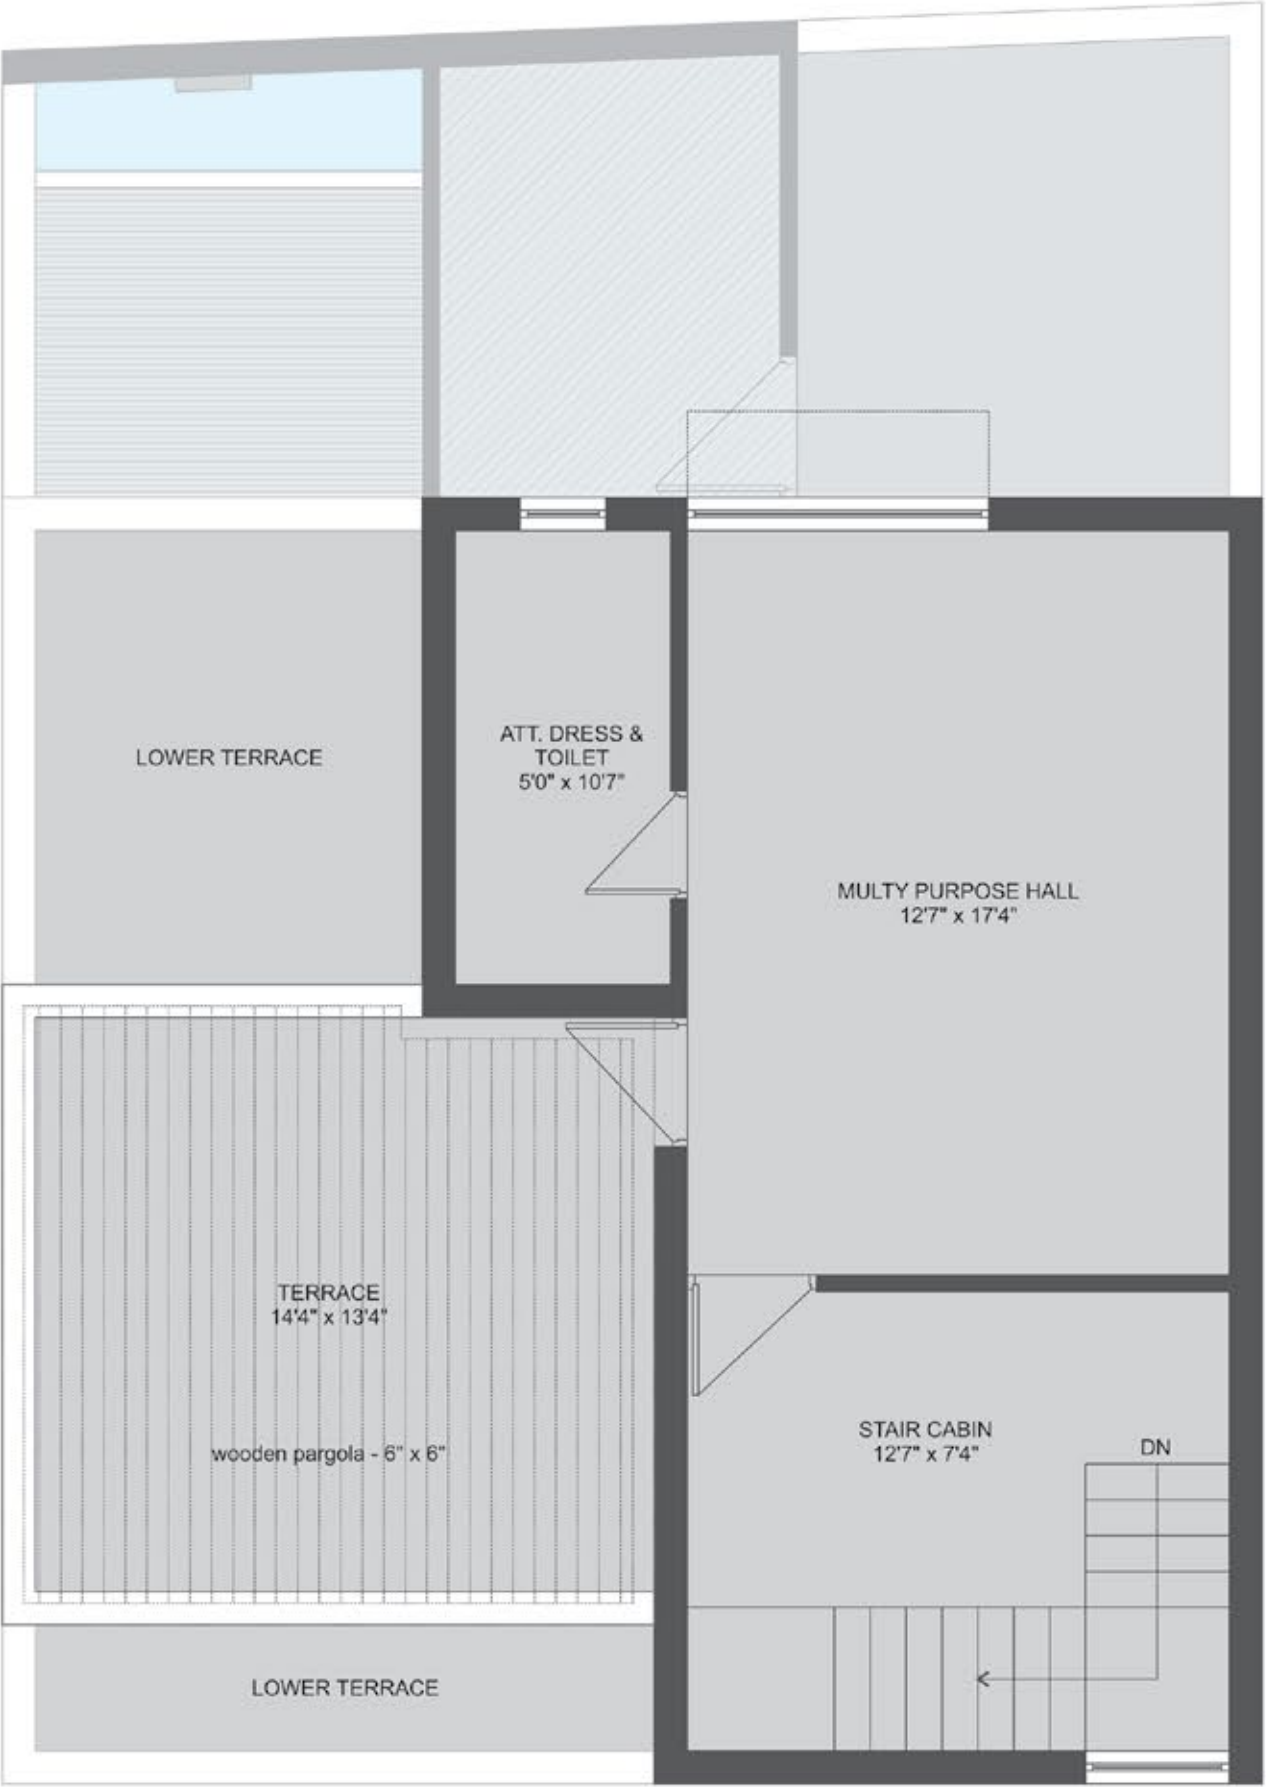 ATT. DRESS &
TOILET
5'0" x 10'7"
LOWER TERRACE
MULTY PURPOSE HALL
12'7" x 17'4"
TERRACE
14'4" x 13'4"
wooden pargola - 6" x 6"
STAIR CABIN
12'7" x 7'4"
DN
LOWER TERRACE